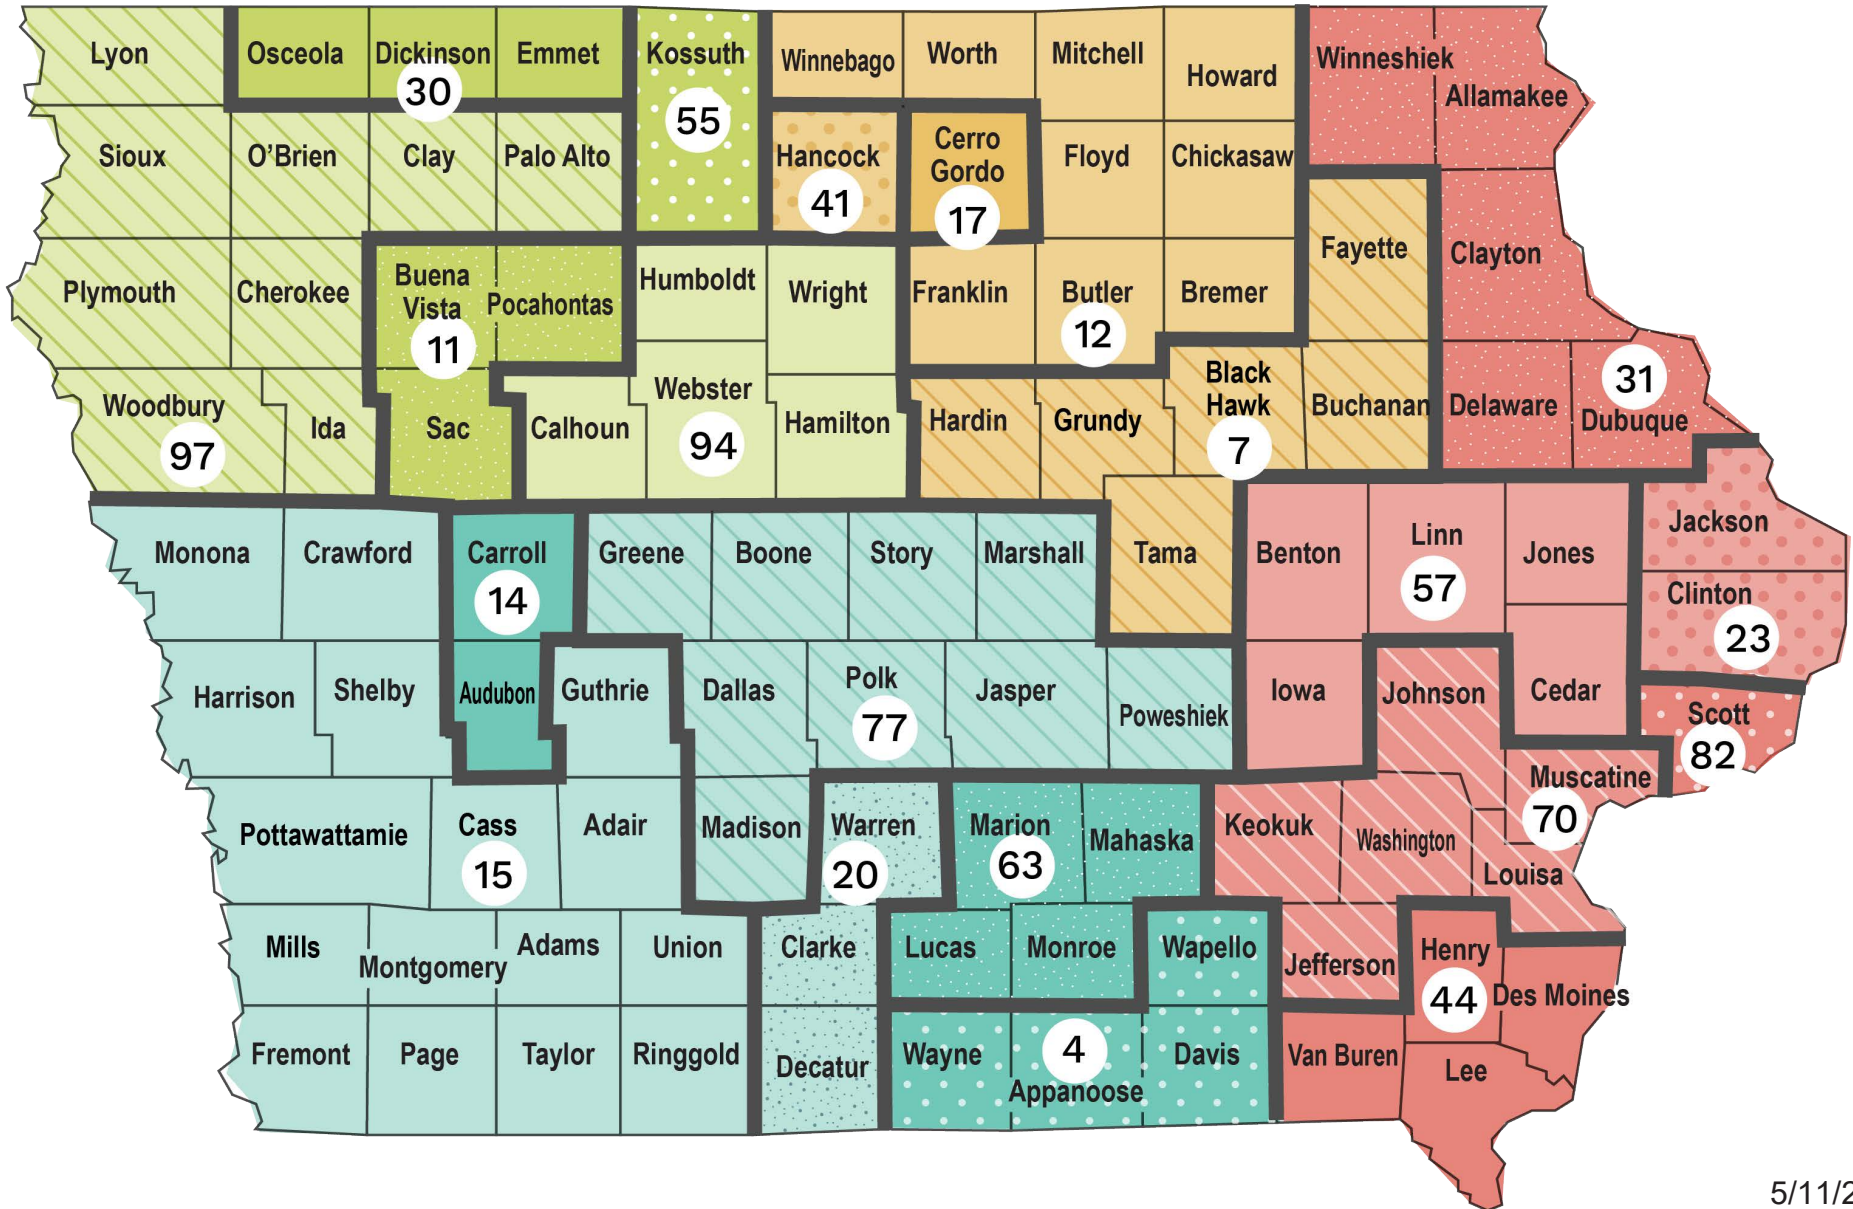 Lyon
Osceola
Dickinson
Emmet
Kossuth
Winnebago
Worth
Mitchell
Howard
Winneshiek
Allamakee
30
55
Sioux
O'Brien
Clay
Palo Alto
Hancock
41
Cerro
Gordo
17
Floyd
Chickasaw
Plymouth
Cherokee
Buena
Vista
11
Pocahontas
Humboldt
Wright
Franklin
Butler
12
Bremer
Fayette
Clayton
Woodbury
97
Ida
Sac
Calhoun
Webster
94
Hamilton
Hardin
Grundy
Black
Hawk
7
Buchanan
Delaware
31
Dubuque
Monona
Crawford
Carroll
14
Greene
Boone
Story
Marshall
Tama
Benton
Linn
57
Jones
Jackson
Clinton
23
Harrison
Shelby
Audubon
Guthrie
Dallas
Polk
77
Jasper
Poweshiek
Iowa
Johnson
Cedar
Scott
82
Pottawattamie
Cass
15
Adair
Madison
Warren
20
Marion
63
Mahaska
Keokuk
Washington
Muscatine
70
Louisa
Mills
Montgomery
Adams
Union
Clarke
Lucas
Monroe
Wapello
Jefferson
Henry
44
Des Moines
Fremont
Page
Taylor
Ringgold
Decatur
Wayne
4
Appanoose
Davis
Van Buren
Lee
5/11/2